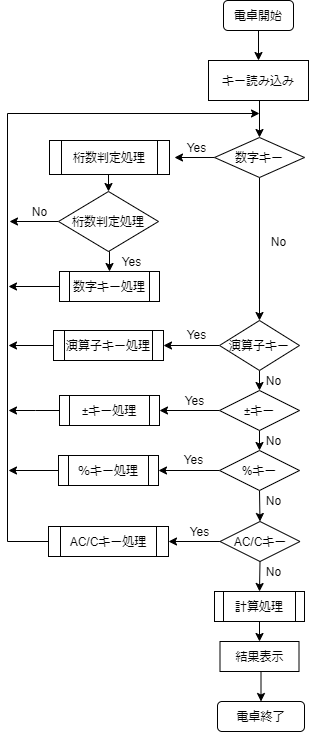 電卓開始
キー読み込み
数字キー
Yes
桁数判定処理
No
桁数判定処理
No
Yes
数字キー処理
演算子キー
Yes
演算子キー処理
No
±キー
Yes
±キー処理
No
%キー
Yes
%キー処理
No
AC/Cキー
Yes
AC/Cキー処理
No
計算処理
結果表示
電卓終了